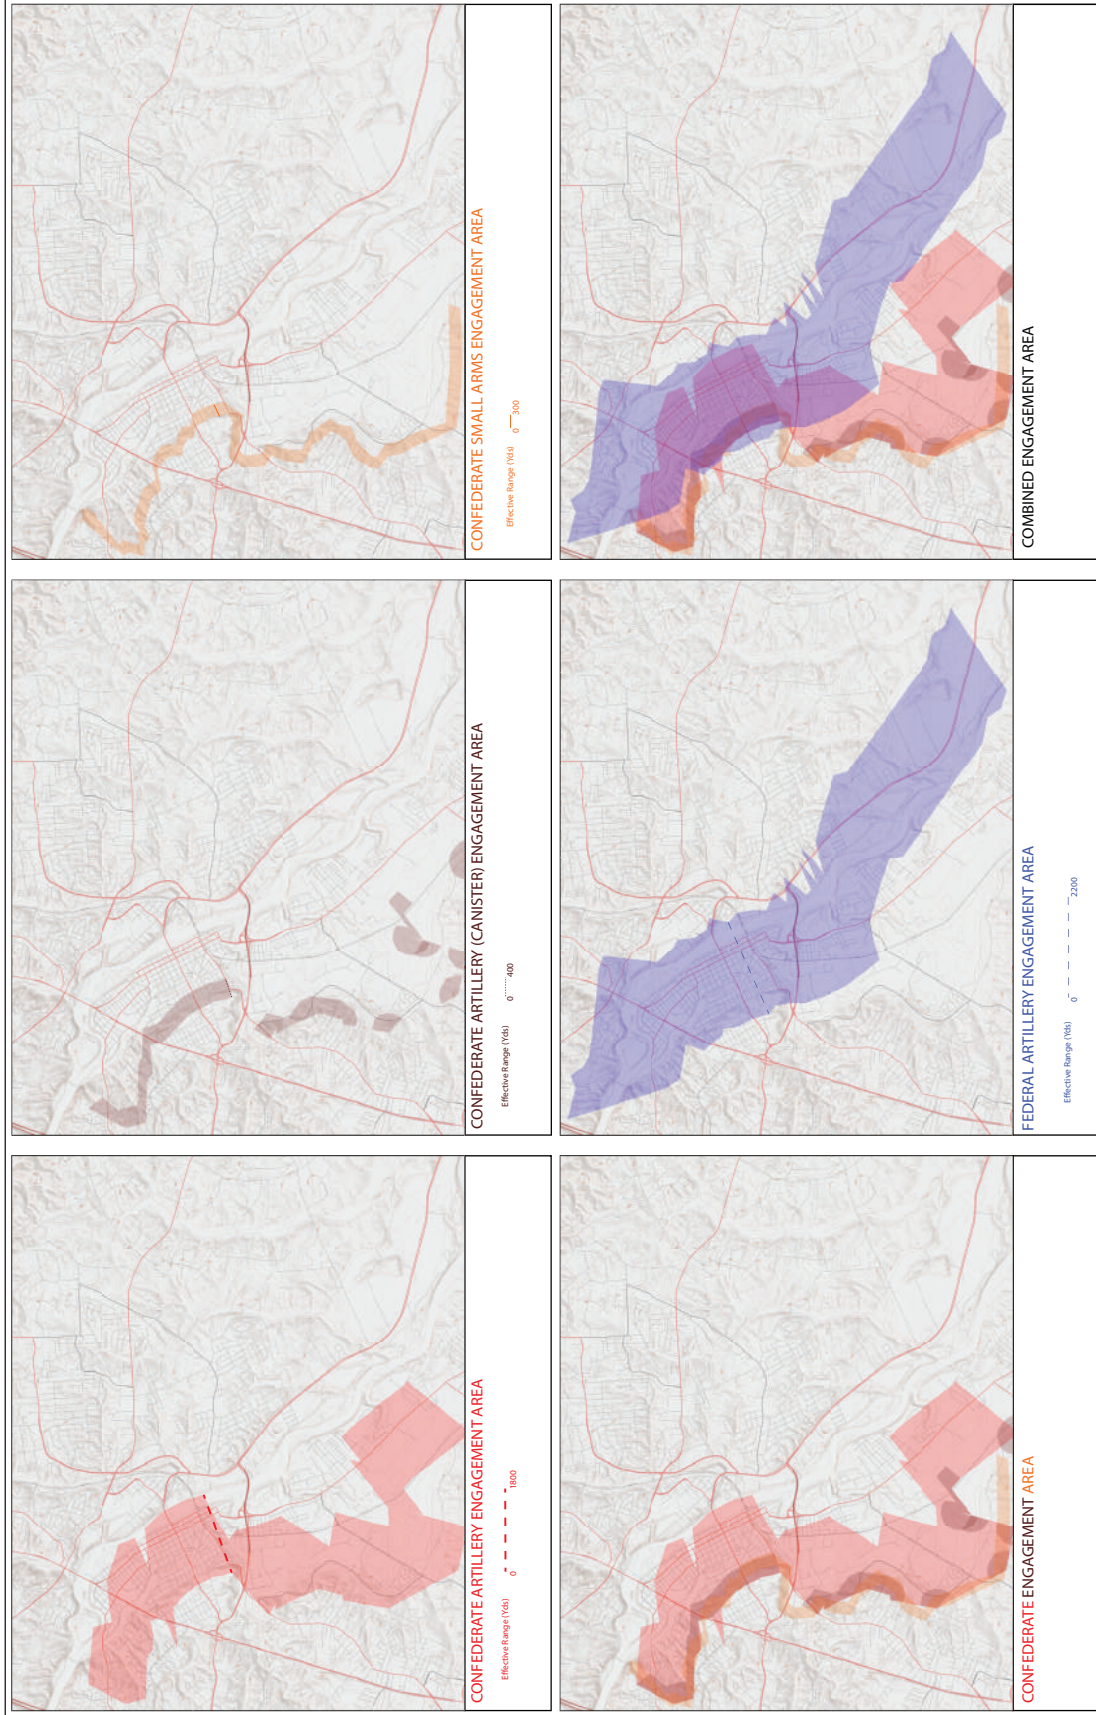 CONFEDERATE ARTILLERY ENGAGEMENT AREA
Effective Range (Yds) 0 1800
CONFEDERATE ARTILLERY (CANISTER) ENGAGEMENT AREA
Effective Range (Yds) 0 400
CONFEDERATE SMALL ARMS ENGAGEMENT AREA
Effective Range (Yds) 0 300
CONFEDERATE ENGAGEMENT AREA
FEDERAL ARTILLERY ENGAGEMENT AREA
Effective Range (Yds) 0 2200
COMBINED ENGAGEMENT AREA